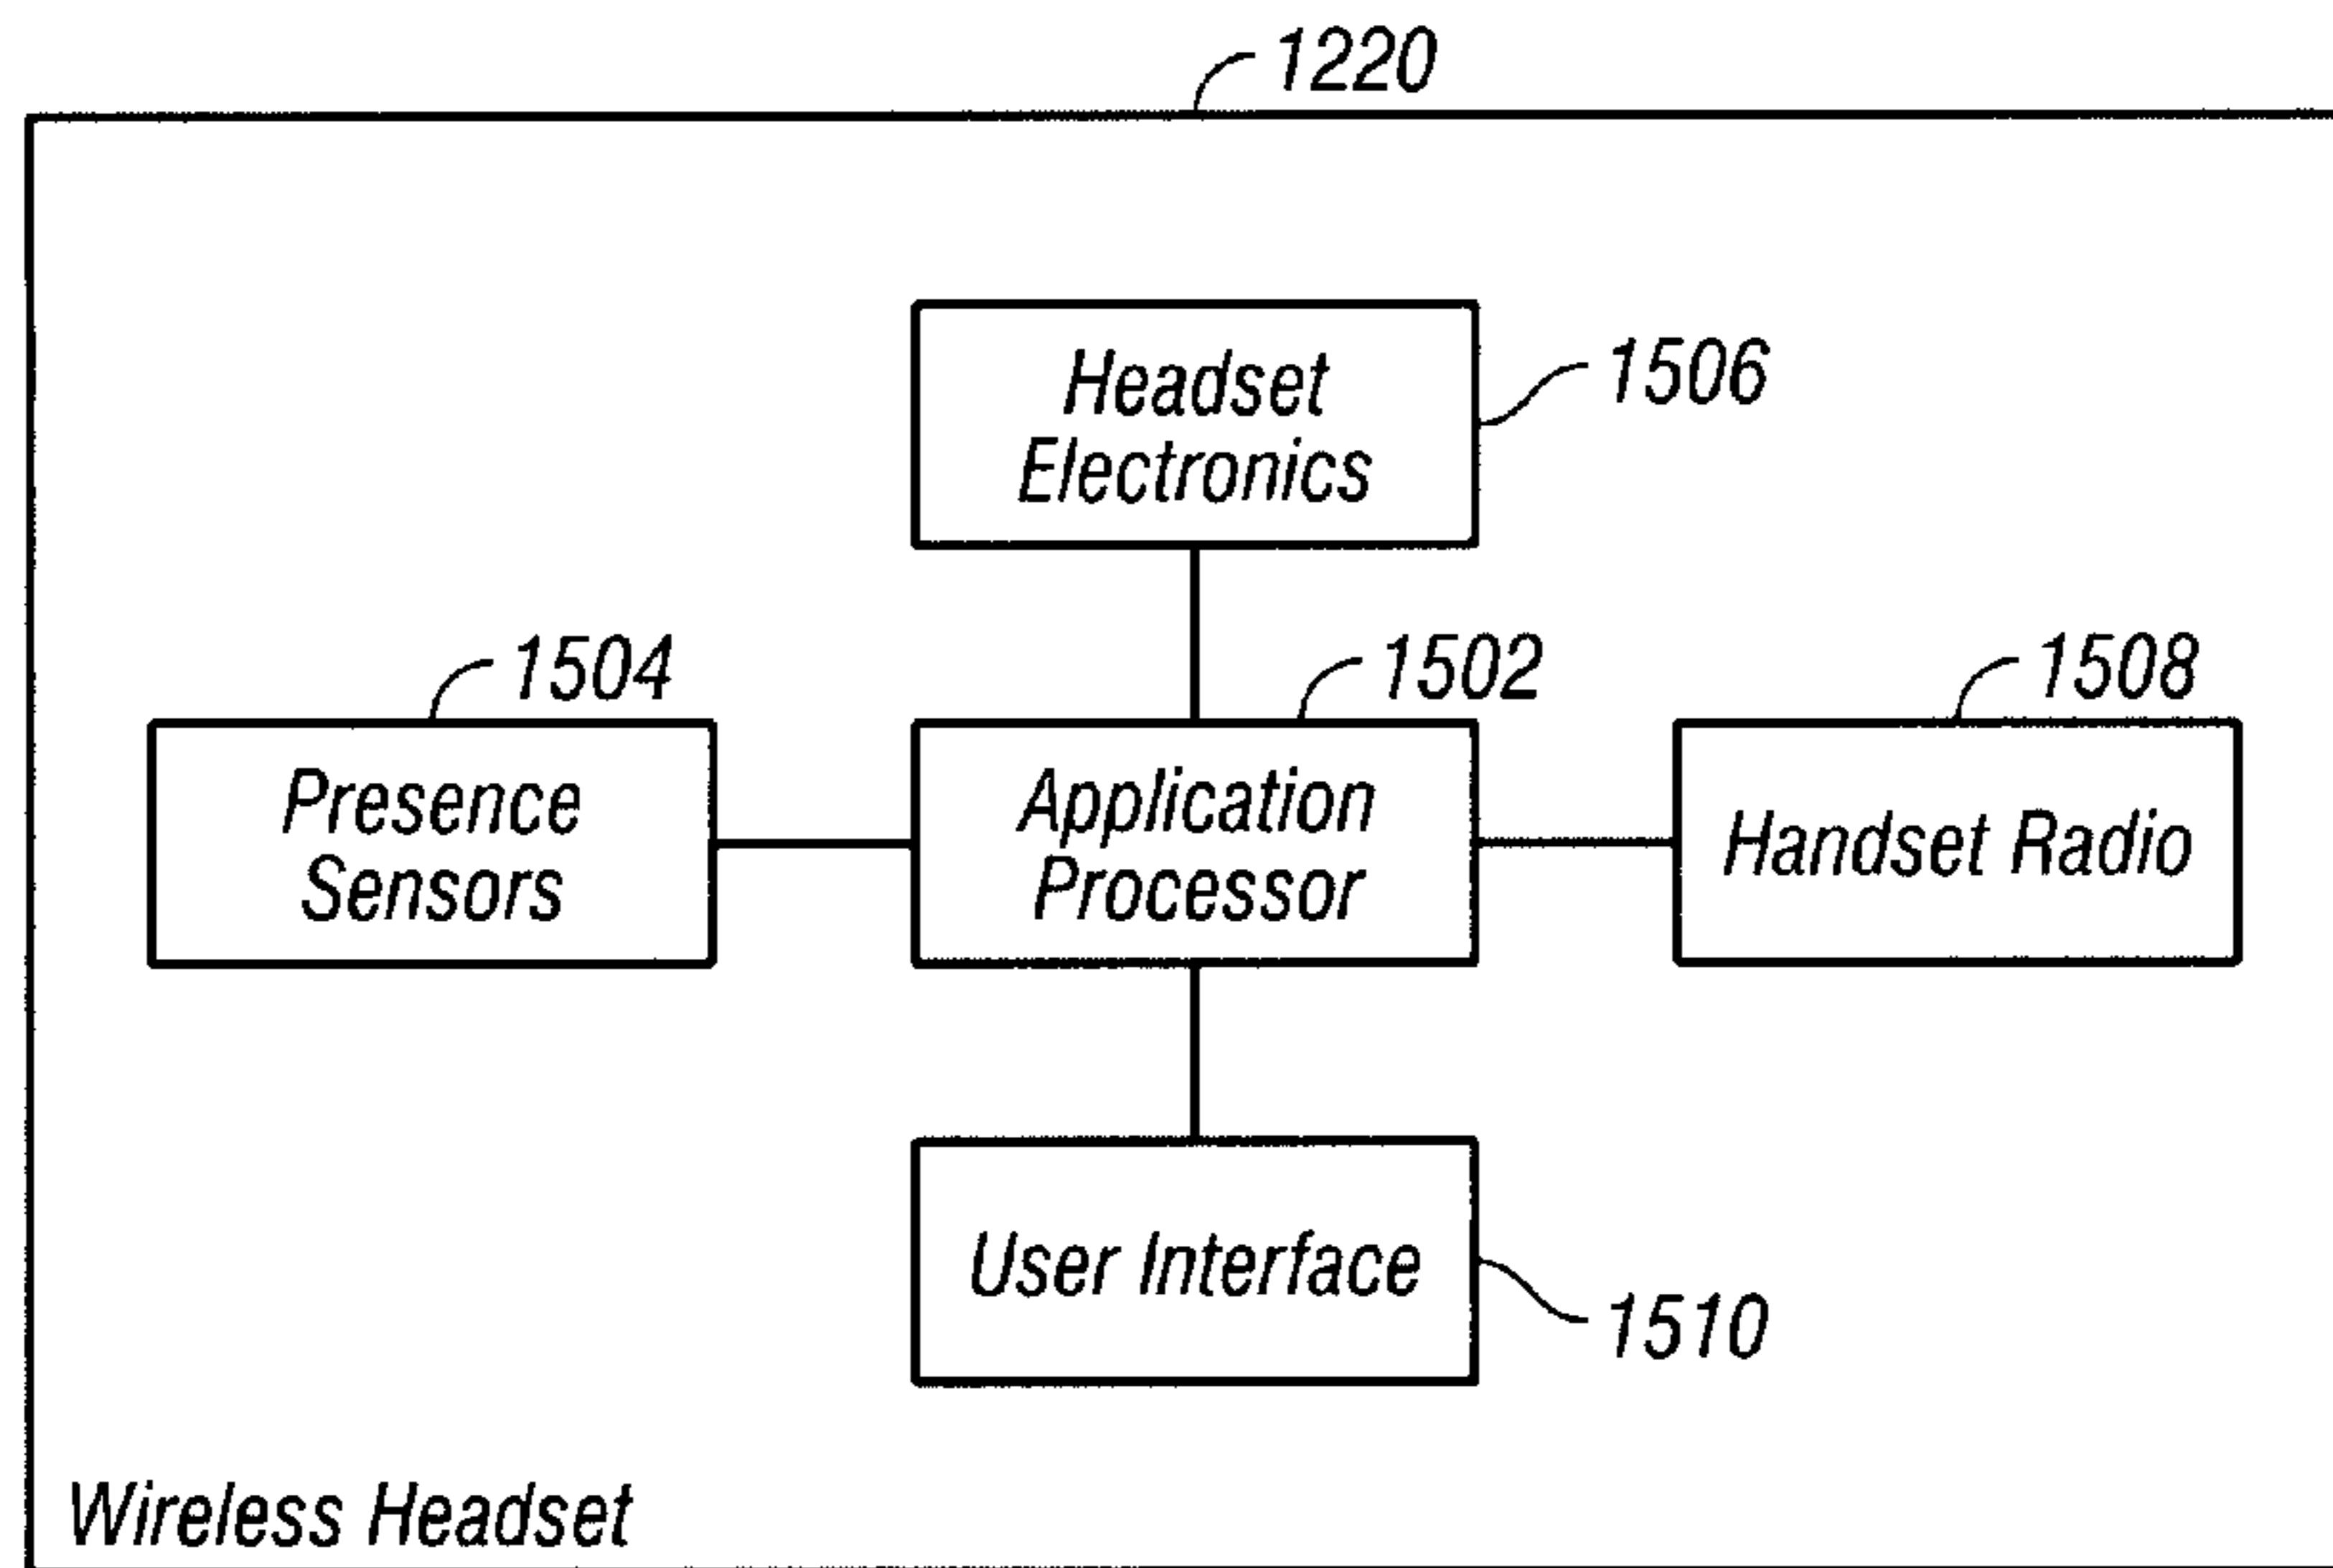 1220
Headset
Electronics
1506
1504
1502
1508
Presence
Sensors
Application
Processor
Handset Radio
User Interface
1510
Wireless Headset